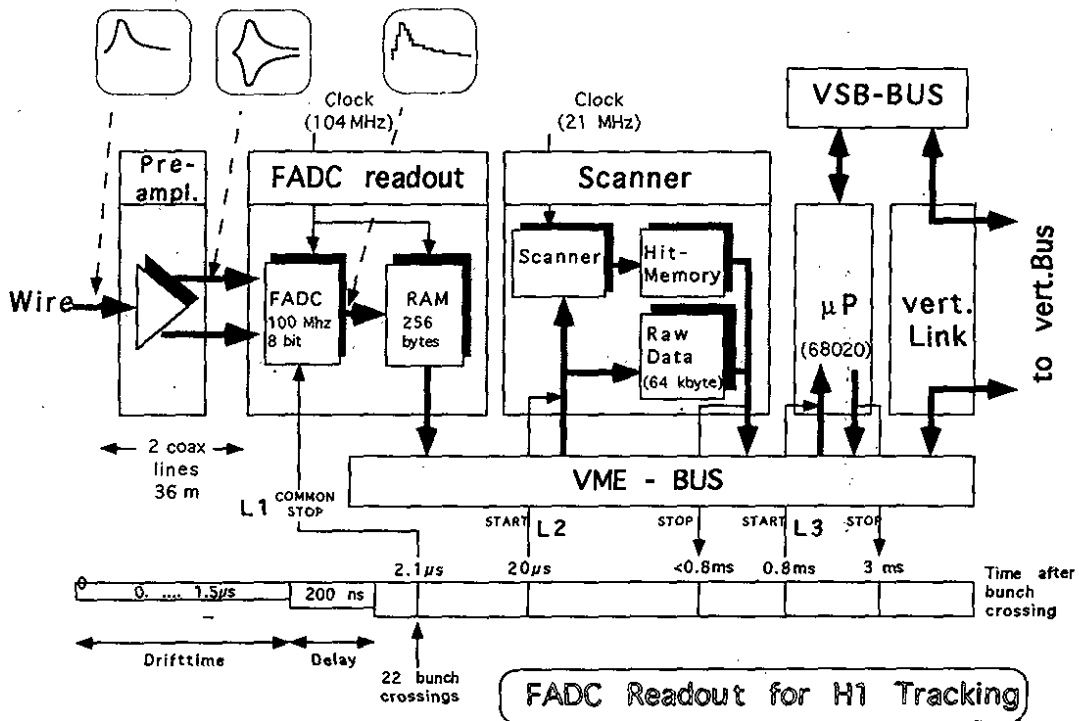 Clock
(104 MHz)
Clock
(21 MHz)
VSB-BUS
Pre-
ampl.
FADC readout
Scanner
Wire
FADC
100 Mhz
8 bit
RAM
256
bytes
Scanner
Hit-
Memory
Raw
Data
(64 kbyte)
µP
(68020)
vert.
Link
to vert.Bus
2 coax
lines
36 m
VME - BUS
L1 COMMON
STOP
START L2
STOP
START L3
STOP
2.1µs
20µs
<0.8ms
0.8ms
3 ms
Time after
bunch
crossing
0
0. .... 1.5µs
200 ns
Drifttime
Delay
22 bunch
crossings
FADC Readout for H1 Tracking